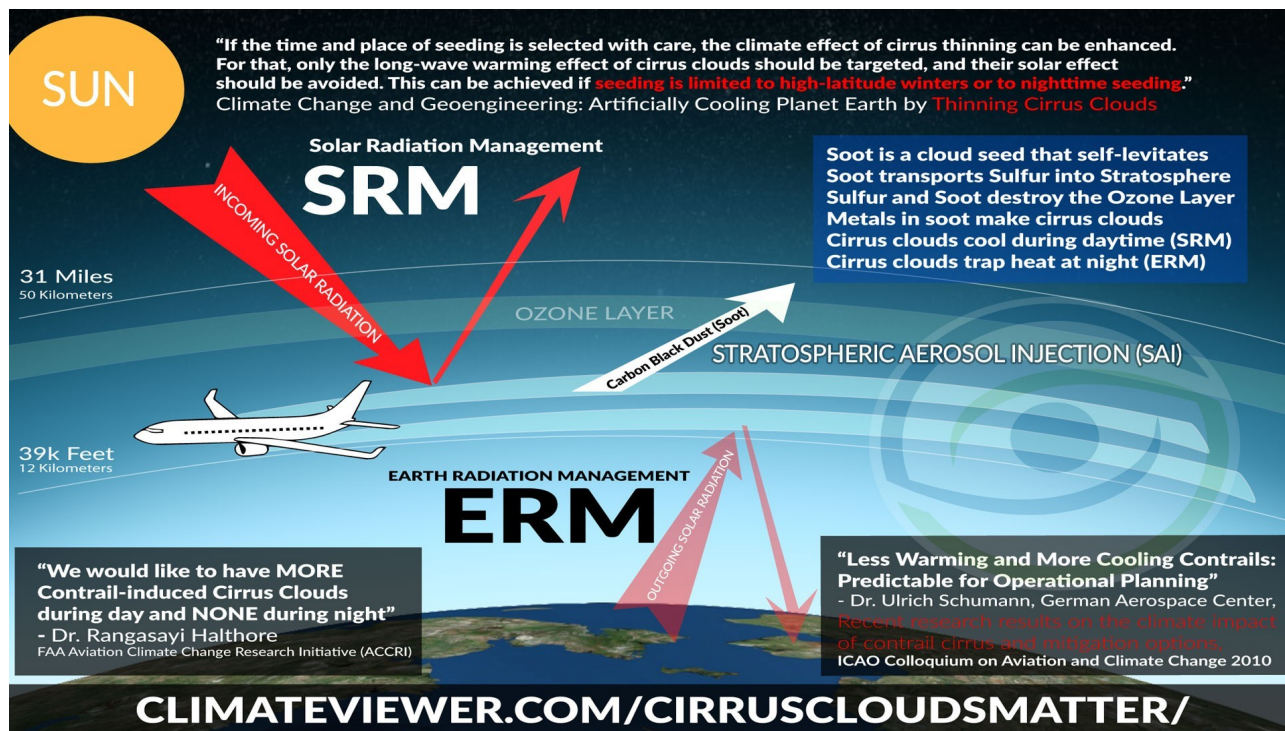 SUN
“If the time and place of seeding is selected with care, the climate effect of cirrus thinning can be enhanced.
For that, only the long-wave warming effect of cirrus clouds should be targeted, and their solar effect
should be avoided. This can be achieved if seeding is limited to high-latitude winters or to nighttime seeding.”
Climate Change and Geoengineering: Artificially Cooling Planet Earth by Thinning Cirrus Clouds
Solar Radiation Management
SRM
INCOMING SOLAR RADIATION
Soot is a cloud seed that self-levitates
Soot transports Sulfur into Stratosphere
Sulfur and Soot destroy the Ozone Layer
Metals in soot make cirrus clouds
Cirrus clouds cool during daytime (SRM)
Cirrus clouds trap heat at night (ERM)
31 Miles
50 Kilometers
OZONE LAYER
Carbon Black Dust (Soot)
STRATOSPHERIC AEROSOL INJECTION (SAI)
39k Feet
12 Kilometers
EARTH RADIATION MANAGEMENT
ERM
OUTGOING SOLAR RADIATION
“We would like to have MORE
Contrail-induced Cirrus Clouds
during day and NONE during night”
- Dr. Rangasayi Halthore
FAA Aviation Climate Change Research Initiative (ACCRI)
“Less Warming and More Cooling Contrails:
Predictable for Operational Planning”
- Dr. Ulrich Schumann, German Aerospace Center,
Recent research results on the climate impact
of contrail cirrus and mitigation options,
ICAO Colloquium on Aviation and Climate Change 2010
CLIMATEVIEWER.COM/CIRRUSCLOUDSMATTER/